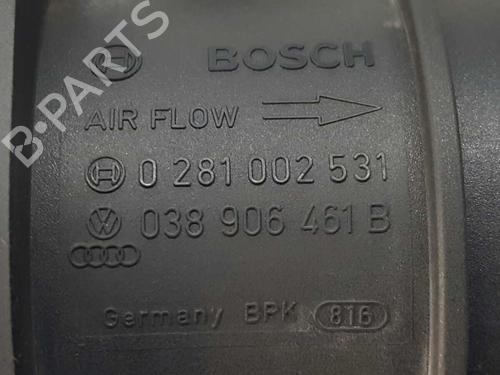 BOSCH
AIR FLOW
0 281 002 531
038 906 461 B
Germany BPK 816
B-PARTS